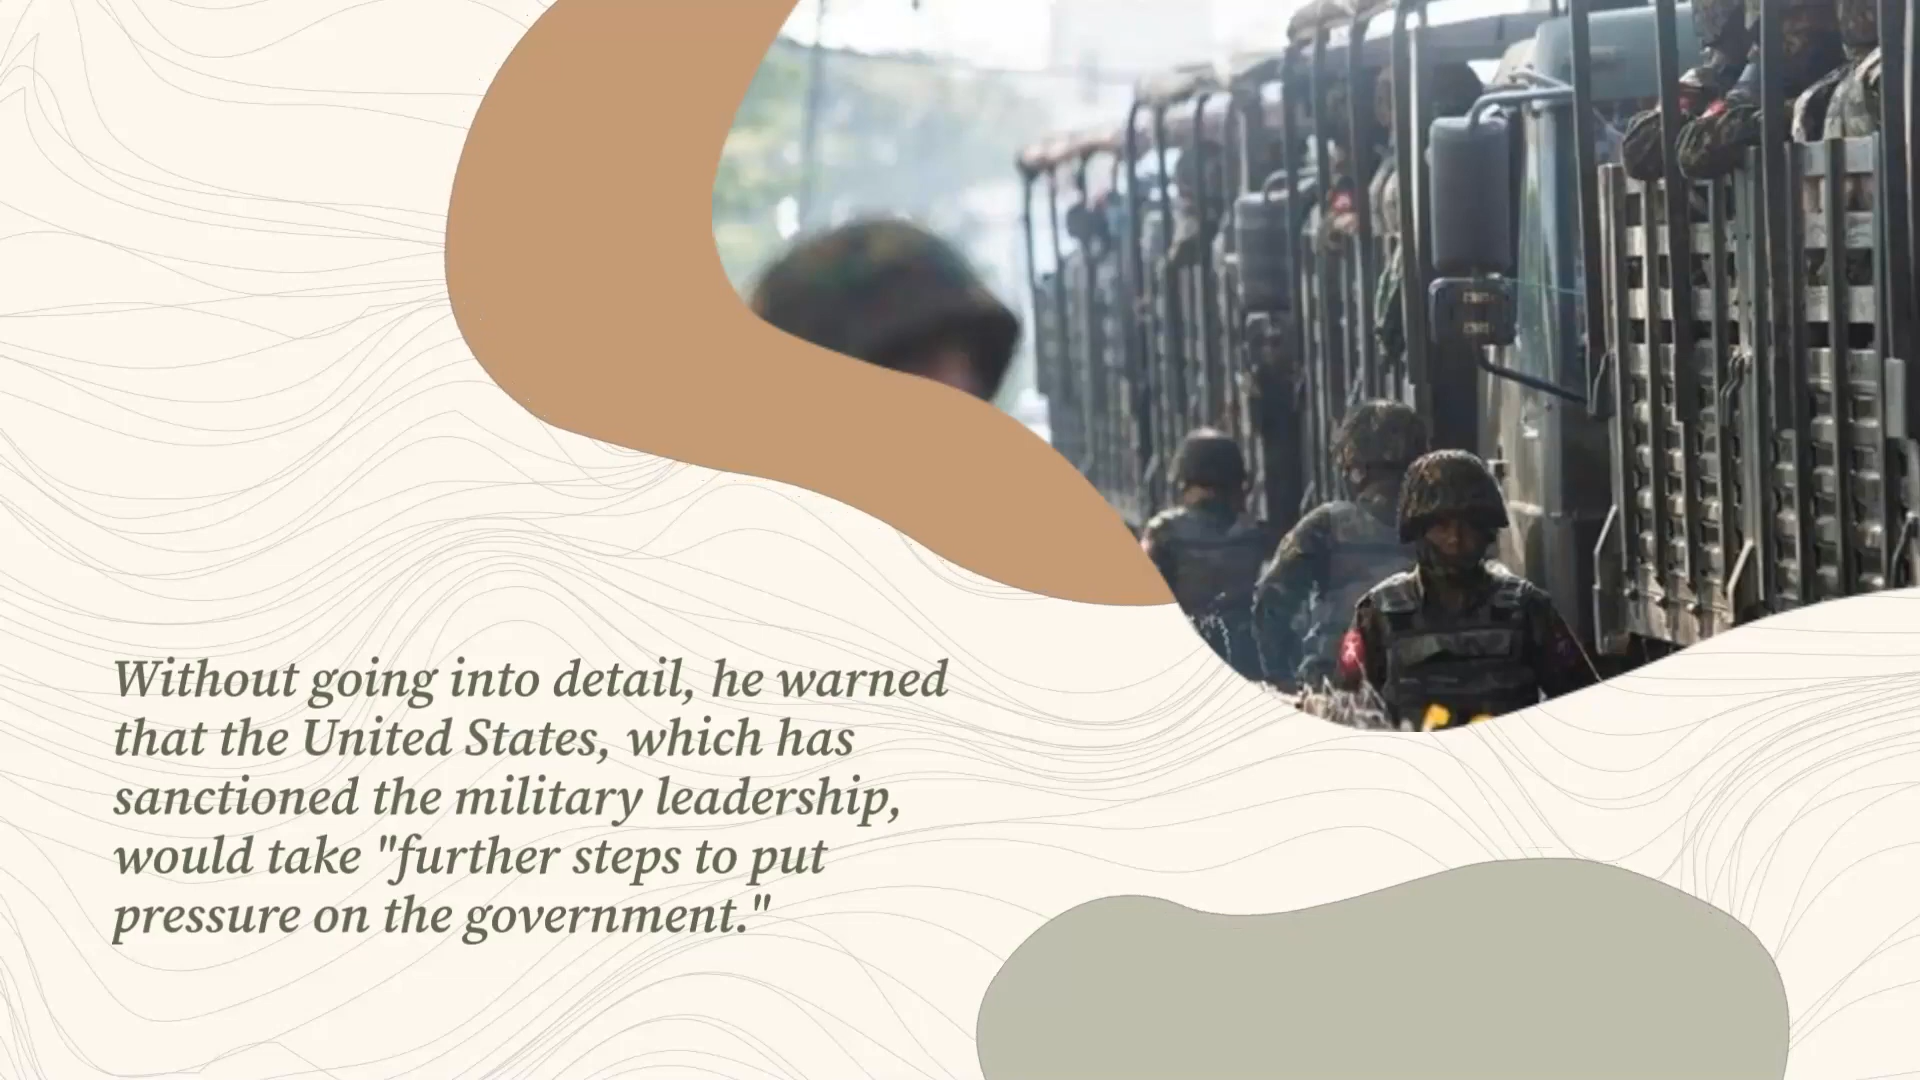 Without going into detail, he warned
that the United States, which has
sanctioned the military leadership,
would take "further steps to put
pressure on the government."